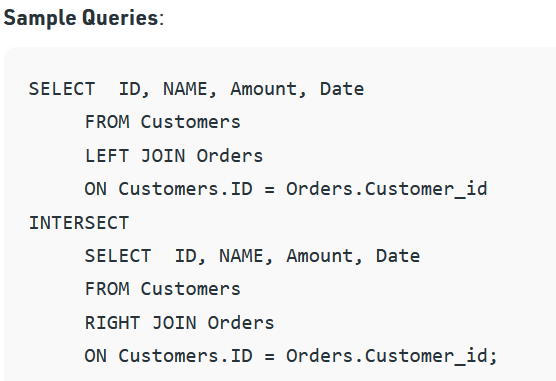 Sample Queries:
SELECT  ID, NAME, Amount, Date
     FROM Customers
     LEFT JOIN Orders
     ON Customers.ID = Orders.Customer_id
INTERSECT
     SELECT  ID, NAME, Amount, Date
     FROM Customers
     RIGHT JOIN Orders
     ON Customers.ID = Orders.Customer_id;